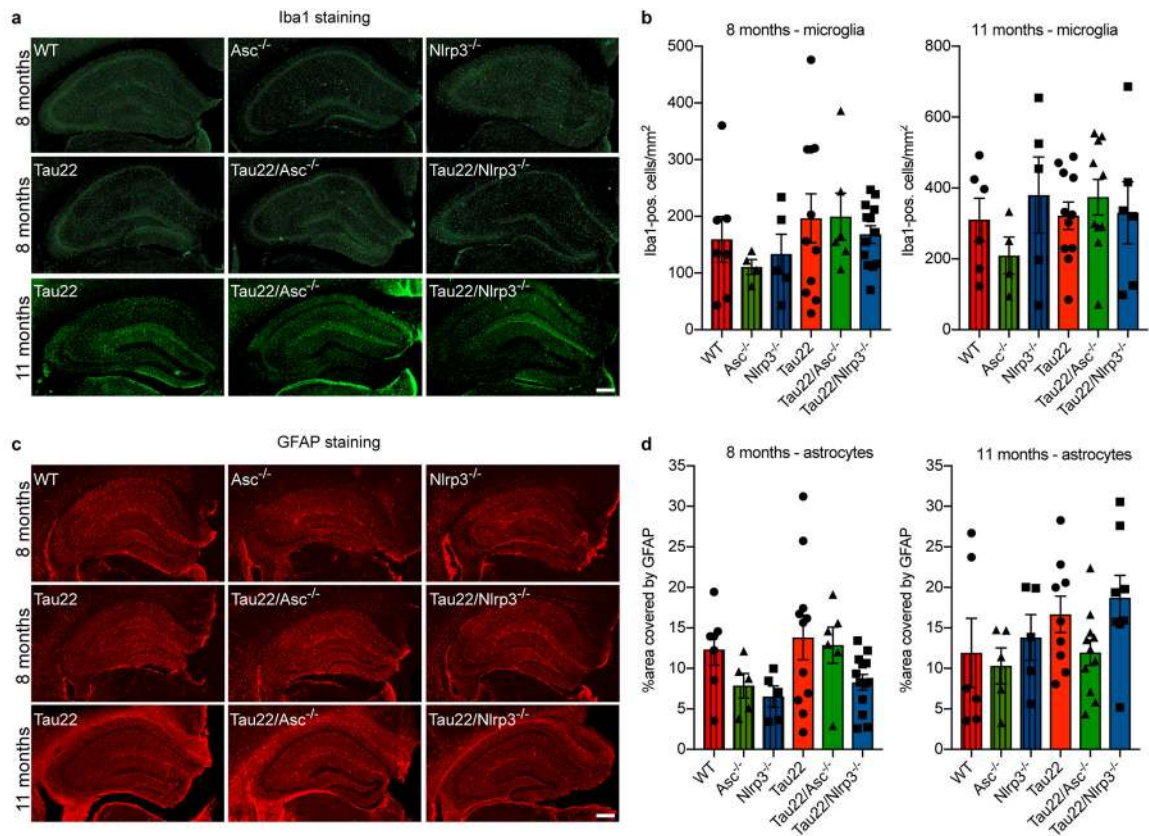 a
Iba1 staining
8 months
WT
Asc-/-
Nlrp3-/-
8 months
Tau22
Tau22/Asc-/-
Tau22/Nlrp3-/-
11 months
Tau22
Tau22/Asc-/-
Tau22/Nlrp3-/-
b
8 months - microglia
Iba1-pos. cells/mm²
500
400
300
200
100
0
WT
Asc-/-
Nlrp3-/-
Tau22
Tau22/Asc-/-
Tau22/Nlrp3-/-
11 months - microglia
Iba1-pos. cells/mm²
800
600
400
200
0
WT
Asc-/-
Nlrp3-/-
Tau22
Tau22/Asc-/-
Tau22/Nlrp3-/-
c
GFAP staining
8 months
WT
Asc-/-
Nlrp3-/-
8 months
Tau22
Tau22/Asc-/-
Tau22/Nlrp3-/-
11 months
Tau22
Tau22/Asc-/-
Tau22/Nlrp3-/-
d
8 months - astrocytes
%area covered by GFAP
35
30
25
20
15
10
5
0
WT
Asc-/-
Nlrp3-/-
Tau22
Tau22/Asc-/-
Tau22/Nlrp3-/-
11 months - astrocytes
%area covered by GFAP
35
30
25
20
15
10
5
0
WT
Asc-/-
Nlrp3-/-
Tau22
Tau22/Asc-/-
Tau22/Nlrp3-/-